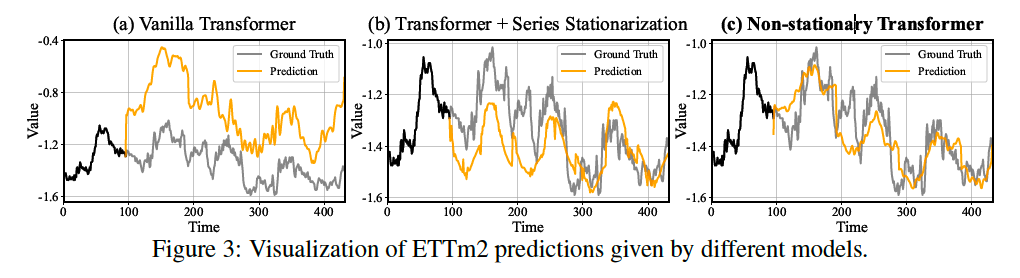 (a) Vanilla Transformer
-0.4
-0.8
-1.2
-1.6
Value
0 100 200 300 400
Time
Ground Truth
Prediction
(b) Transformer + Series Stationarization
-1.0
-1.2
-1.4
-1.6
Value
0 100 200 300 400
Time
Ground Truth
Prediction
(c) Non-stationary Transformer
-1.0
-1.2
-1.4
-1.6
Value
0 100 200 300 400
Time
Ground Truth
Prediction
Figure 3: Visualization of ETTm2 predictions given by different models.